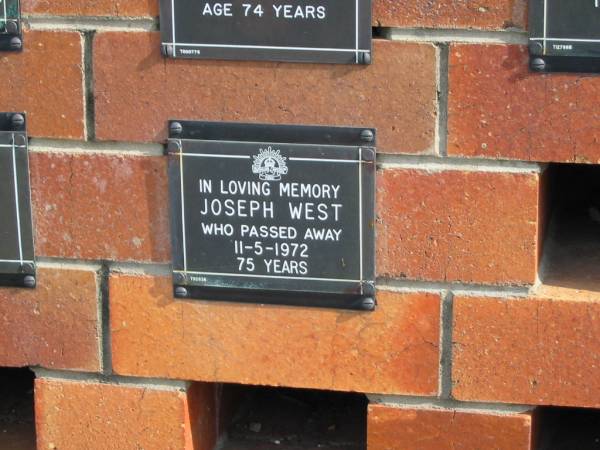 AGE 74 YEARS
IN LOVING MEMORY
JOSEPH WEST
WHO PASSED AWAY
11-5-1972
75 YEARS